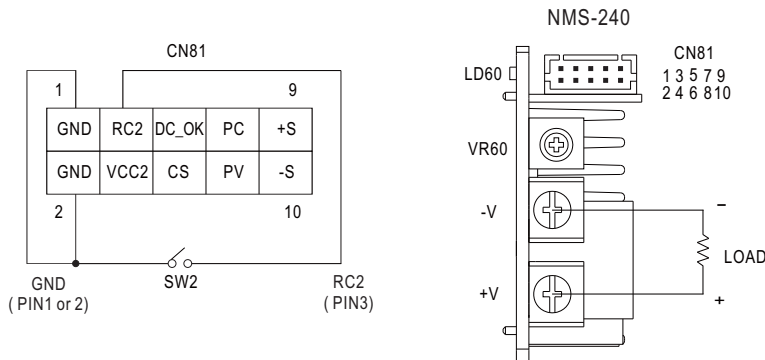 CN81
1 9
GND RC2 DC_OK PC +S
GND VCC2 CS PV -S
2 10
SW2
GND
( PIN1 or 2)
RC2
( PIN3)
NMS-240
CN81
1 3 5 7 9
2 4 6 8 10
LD60
VR60
-V
−
LOAD
+V
+